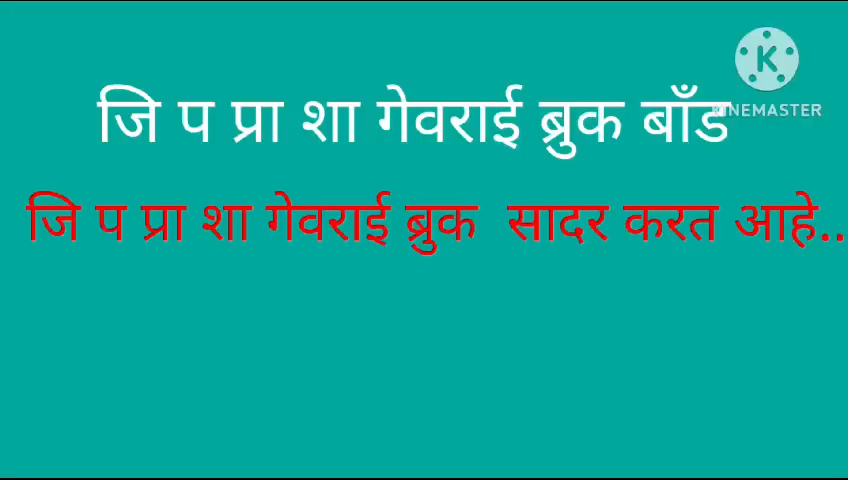 जि प प्रा शा गेवराई ब्रुक बाँड
KINEMASTER
जि प प्रा शा गेवराई ब्रुक सादर करत आहे..